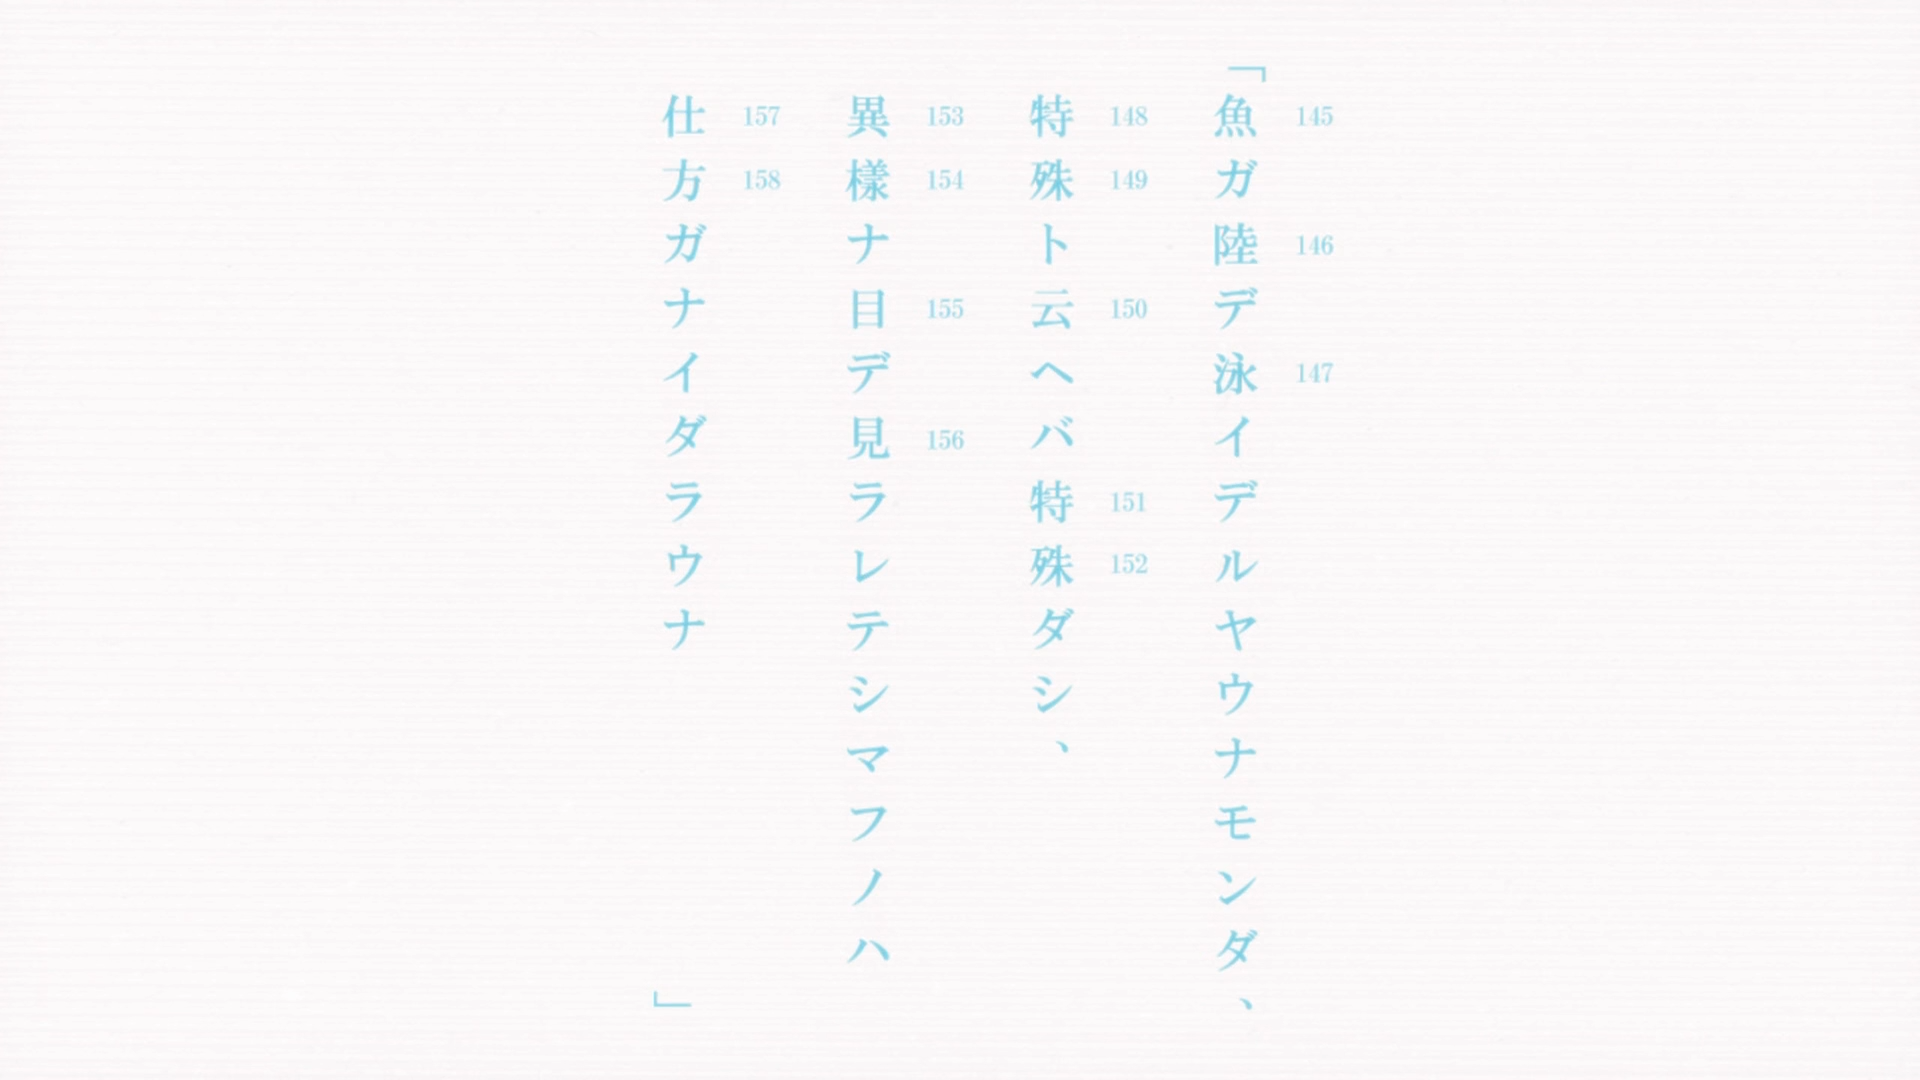 「魚ガ陸デ泳イデルヤウナモンダ、
145 146 147
特殊ト云ヘバ特殊ダシ、
148 149 150 151 152
異様ナ目デ見ラレテシマフノハ
153 154 155 156
仕方ガナイダラウナ」
157 158